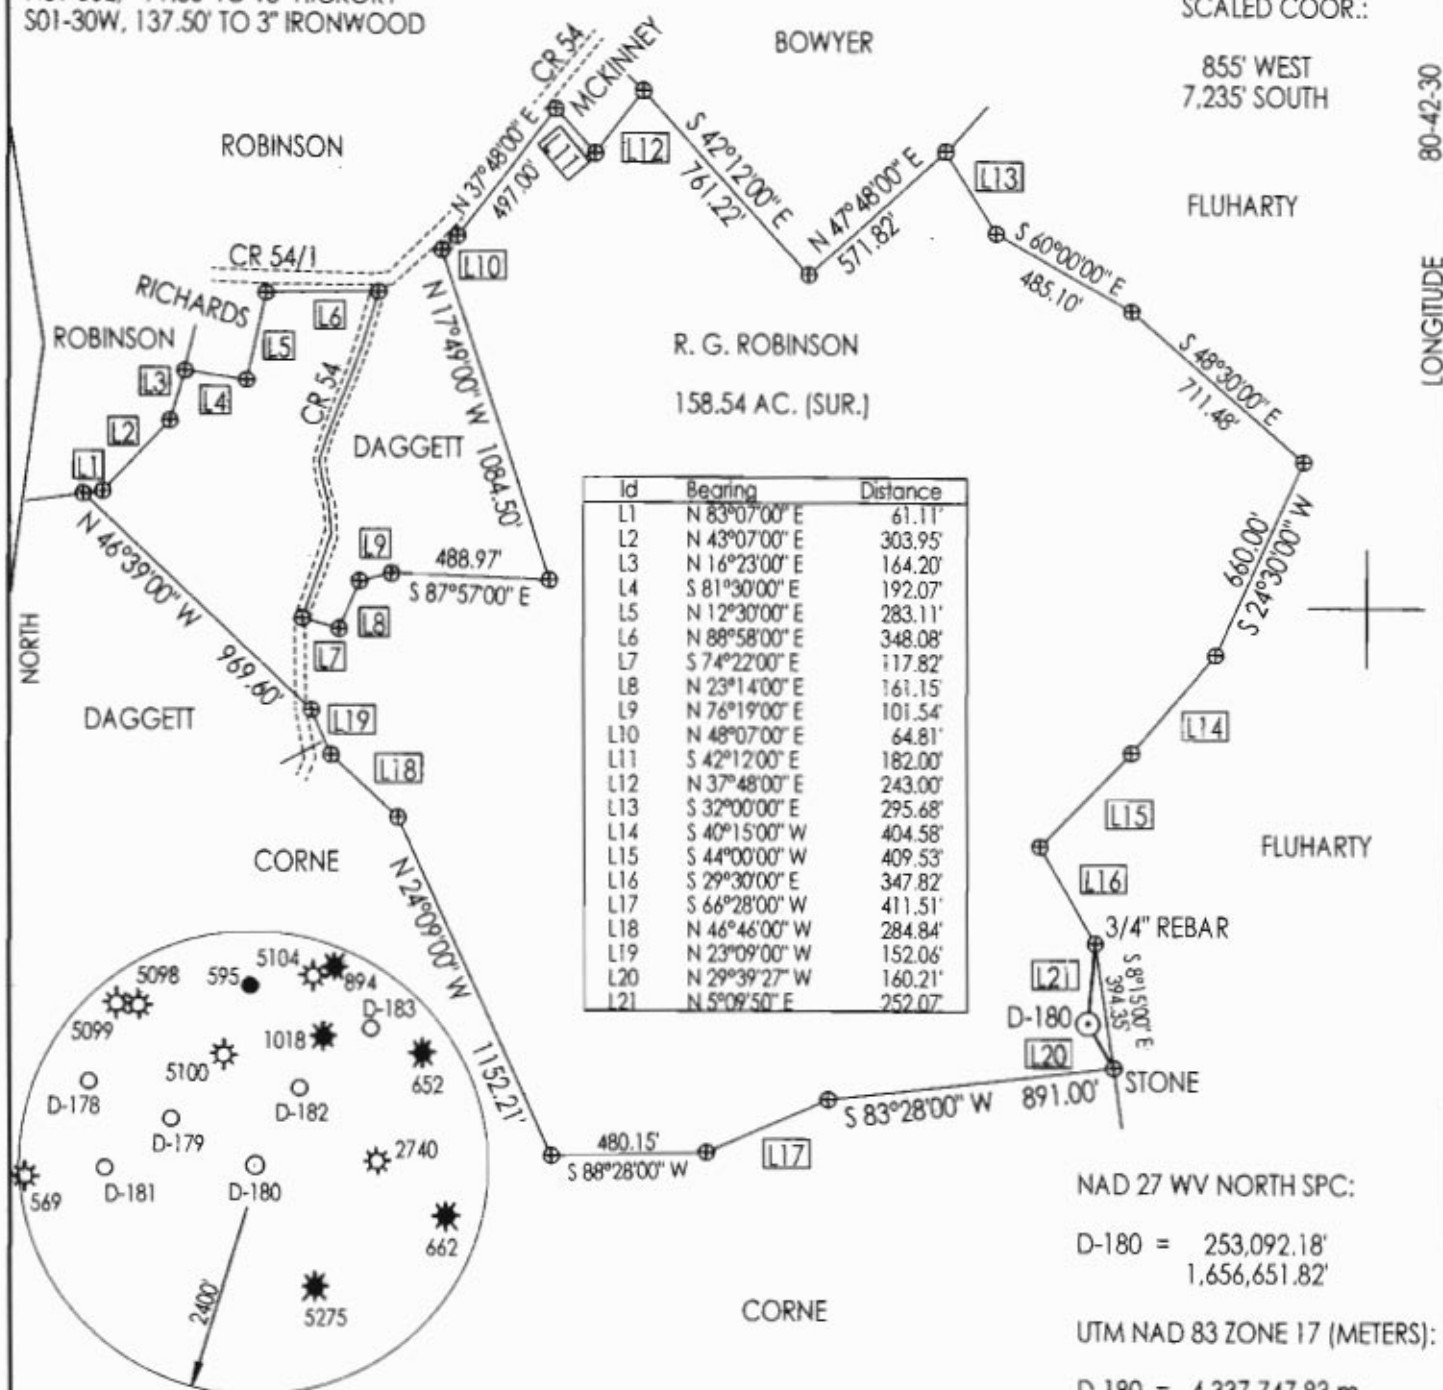 S01-30W, 137.50' TO 3" IRONWOOD
SCALED COOR.:
855' WEST
7,235' SOUTH
80-42-30
LONGITUDE
BOWYER
CR 54
MCKINNEY
ROBINSON
N 37°48'00" E
497.00'
L11
L12
S 42°12'00" E
761.22'
N 47°48'00" E
571.82'
L13
FLUHARTY
S 60°00'00" E
485.10'
CR 54/1
L10
RICHARDS
L6
ROBINSON
L5
L3
L4
CR 54
N 17°49'00" W 1084.50'
R. G. ROBINSON
158.54 AC. (SUR.)
S 48°30'00" E
711.48'
L2
L1
DAGGETT
N 46°39'00" W
969.60'
L9
488.97'
S 87°57'00" E
L8
L7
NORTH
DAGGETT
L19
L18
660.00'
S 24°30'00" W
L14
L15
FLUHARTY
L16
Id Bearing Distance
L1 N 83°07'00" E 61.11'
L2 N 43°07'00" E 303.95'
L3 N 16°23'00" E 164.20'
L4 S 81°30'00" E 192.07'
L5 N 12°30'00" E 283.11'
L6 N 88°58'00" E 348.08'
L7 S 74°22'00" E 117.82'
L8 N 23°14'00" E 161.15'
L9 N 76°19'00" E 101.54'
L10 N 48°07'00" E 64.81'
L11 S 42°12'00" E 182.00'
L12 N 37°48'00" E 243.00'
L13 S 32°00'00" E 295.68'
L14 S 40°15'00" W 404.58'
L15 S 44°00'00" W 409.53'
L16 S 29°30'00" E 347.82'
L17 S 66°28'00" W 411.51'
L18 N 46°46'00" W 284.84'
L19 N 23°09'00" W 152.06'
L20 N 29°39'27" W 160.21'
L21 N 5°09'50" E 252.07'
CORNE
N 24°09'00" W
1152.21'
3/4" REBAR
L21
S 8°15'00" E
394.35'
D-180
L20
STONE
S 83°28'00" W 891.00'
L17
480.15'
S 88°28'00" W
5098
595
5104
894
D-183
5099
1018
5100
652
D-178
D-182
D-179
2740
569
D-181
D-180
662
2400'
5275
CORNE
NAD 27 WV NORTH SPC:
D-180 = 253,092.18'
1,656,651.82'
UTM NAD 83 ZONE 17 (METERS):